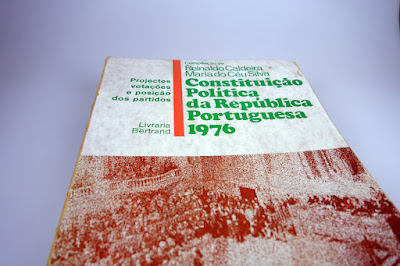 Compilação de
Reinaldo Caldeira
Maria do Céu Silva
Constituição
Política
da República
Portuguesa
1976
Projectos
votações
e posição
dos partidos
Livraria
Bertrand